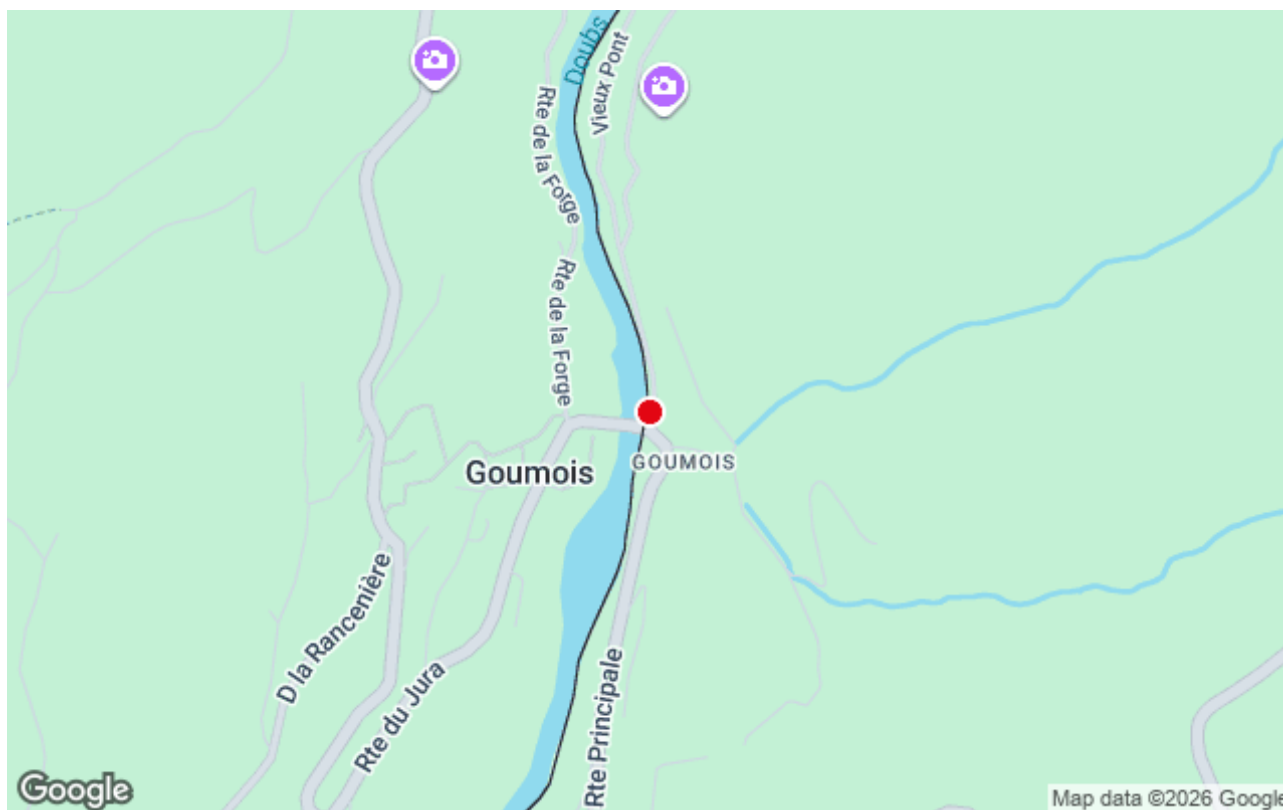 Doubs
Vieux Pont
Rte de la Forge
Rte de la Forge
Goumois
GOUMOIS
D la Rancenière
Rte du Jura
Rte Principale
Google
Map data ©2026 Google